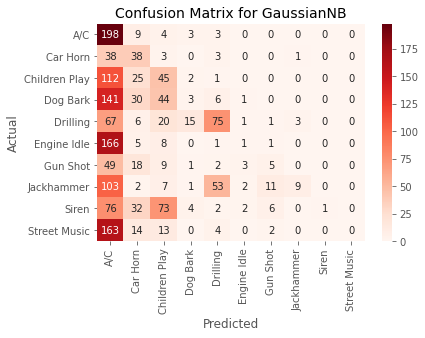 Confusion Matrix for GaussianNB
Actual
A/C 198 9 4 3 3 0 0 0 0 0
Car Horn 38 38 3 0 3 0 0 1 0 0
Children Play 112 25 45 2 1 0 0 0 0 0
Dog Bark 141 30 44 3 6 1 0 0 0 0
Drilling 67 6 20 15 75 1 1 3 0 0
Engine Idle 166 5 8 0 1 1 0 0 0 0
Gun Shot 49 18 9 1 2 3 5 0 0 0
Jackhammer 103 2 7 1 53 2 11 9 0 0
Siren 76 32 73 4 2 2 6 0 1 0
Street Music 163 14 13 0 4 0 2 0 0 0
A/C Car Horn Children Play Dog Bark Drilling Engine Idle Gun Shot Jackhammer Siren Street Music
Predicted
175
150
125
100
75
50
25
0